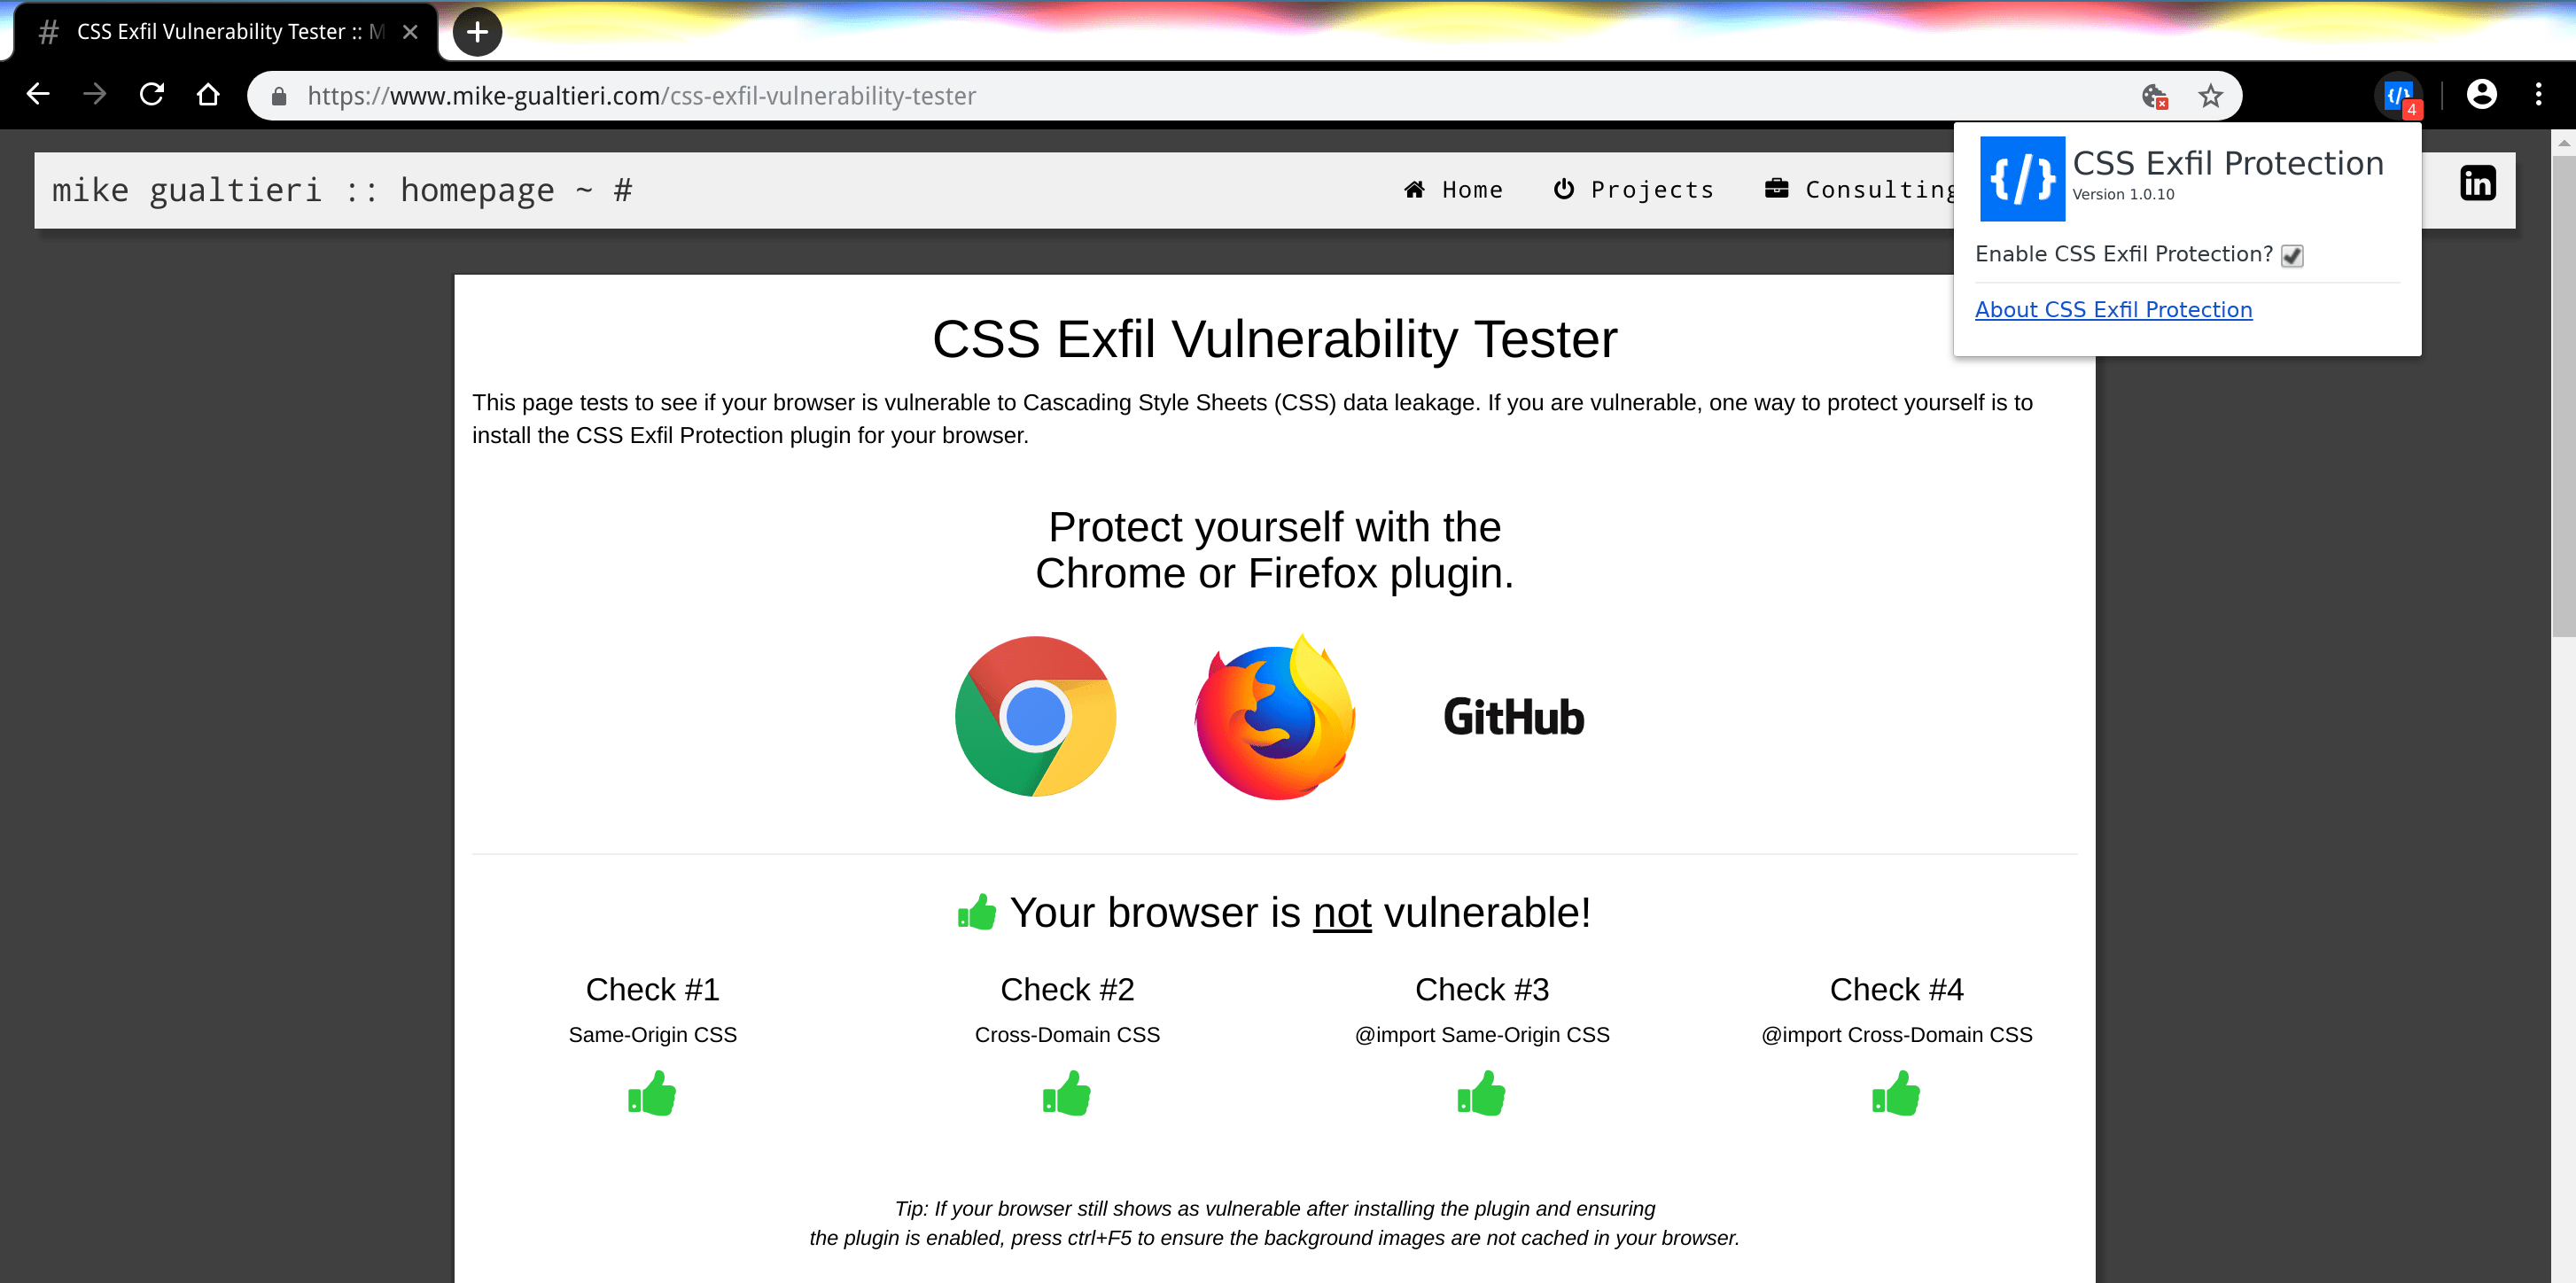 CSS Exfil Vulnerability Tester :: M
https://www.mike-gualtieri.com/css-exfil-vulnerability-tester
4
mike gualtieri :: homepage ~ #
Home
Projects
Consulting
CSS Exfil Protection
Version 1.0.10
Enable CSS Exfil Protection?
About CSS Exfil Protection
CSS Exfil Vulnerability Tester
This page tests to see if your browser is vulnerable to Cascading Style Sheets (CSS) data leakage. If you are vulnerable, one way to protect yourself is to
install the CSS Exfil Protection plugin for your browser.
Protect yourself with the
Chrome or Firefox plugin.
GitHub
Your browser is not vulnerable!
Check #1
Same-Origin CSS
Check #2
Cross-Domain CSS
Check #3
@import Same-Origin CSS
Check #4
@import Cross-Domain CSS
Tip: If your browser still shows as vulnerable after installing the plugin and ensuring
the plugin is enabled, press ctrl+F5 to ensure the background images are not cached in your browser.